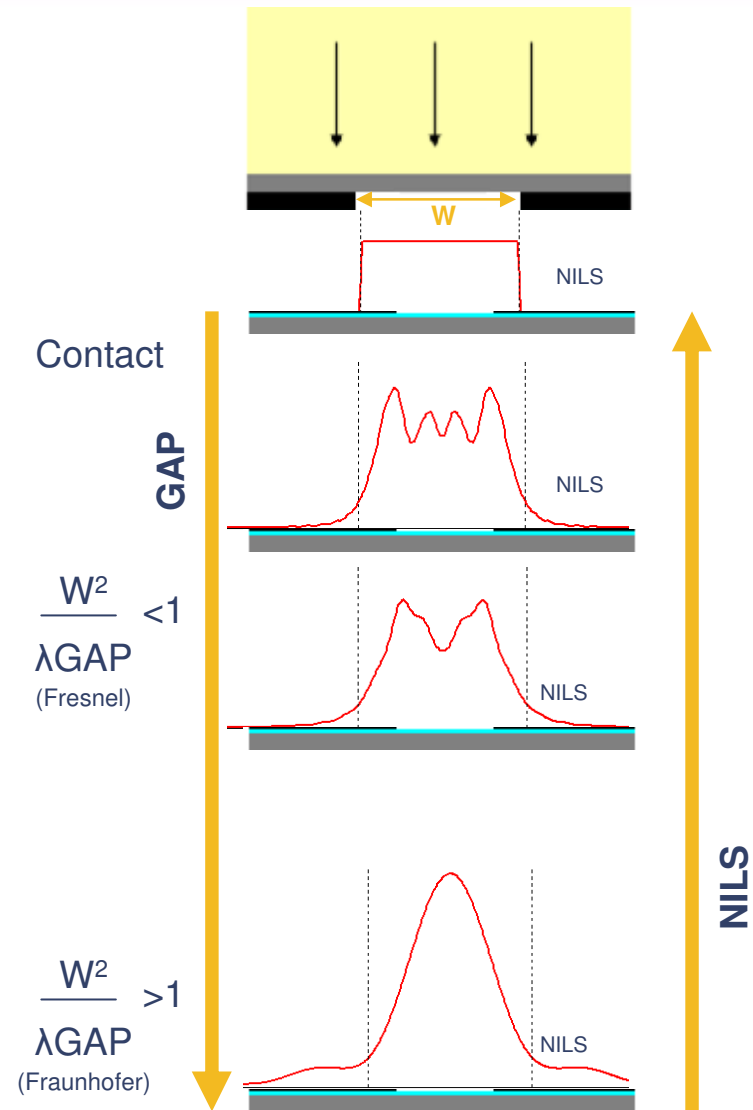 W
NILS
Contact
GAP
NILS
W²
<1
λGAP
(Fresnel)
NILS
NILS
W²
>1
λGAP
(Fraunhofer)
NILS